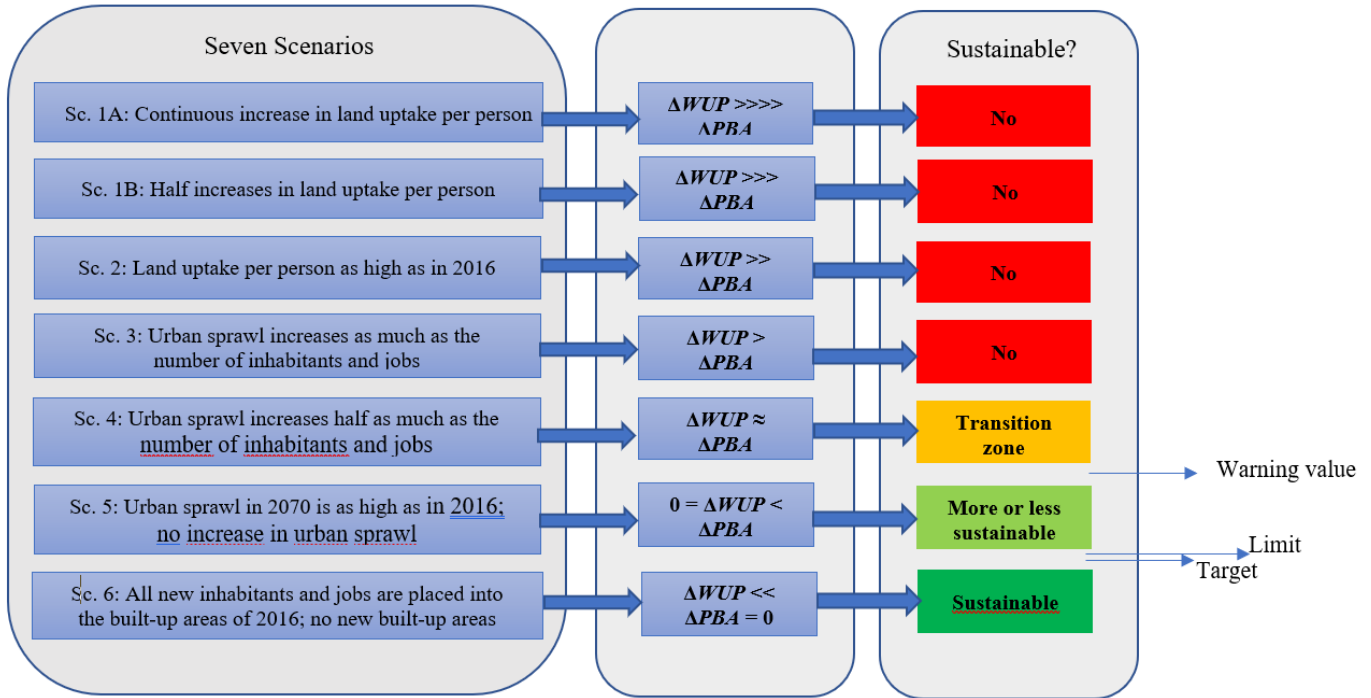 Seven Scenarios
Sustainable?
Sc. 1A: Continuous increase in land uptake per person
ΔWUP >>>>
ΔPBA
No
Sc. 1B: Half increases in land uptake per person
ΔWUP >>>
ΔPBA
No
Sc. 2: Land uptake per person as high as in 2016
ΔWUP >>
ΔPBA
No
Sc. 3: Urban sprawl increases as much as the
number of inhabitants and jobs
ΔWUP >
ΔPBA
No
Sc. 4: Urban sprawl increases half as much as the
number of inhabitants and jobs
ΔWUP ≈
ΔPBA
Transition
zone
Warning value
Sc. 5: Urban sprawl in 2070 is as high as in 2016;
no increase in urban sprawl
0 = ΔWUP <
ΔPBA
More or less
sustainable
Limit
Target
Sc. 6: All new inhabitants and jobs are placed into
the built-up areas of 2016; no new built-up areas
ΔWUP <<
ΔPBA = 0
Sustainable